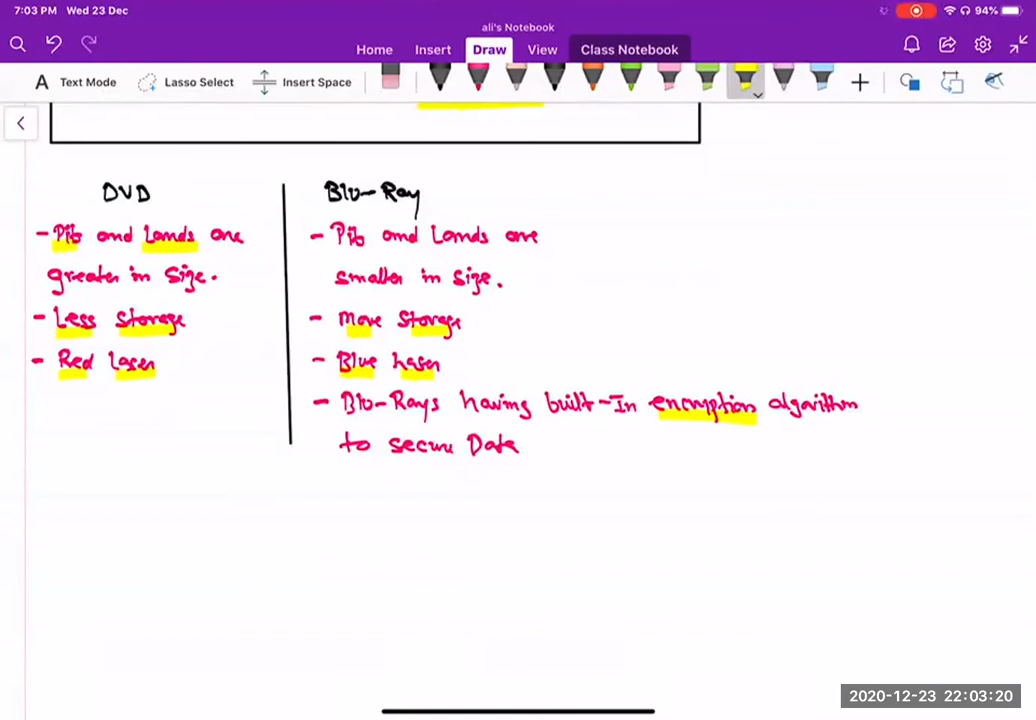 7:03 PM Wed 23 Dec
94%
ali's Notebook
Home Insert Draw View Class Notebook
Text Mode Lasso Select Insert Space
DVD
- Pits and Lands are
greater in Size.
- Less Storage
- Red Laser
Blu-Ray
- Pits and Lands are
smaller in Size.
- More Storage
- Blue Laser
- Blu-Rays having built-In encryption algorithm
to secure Data
2020-12-23 22:03:20